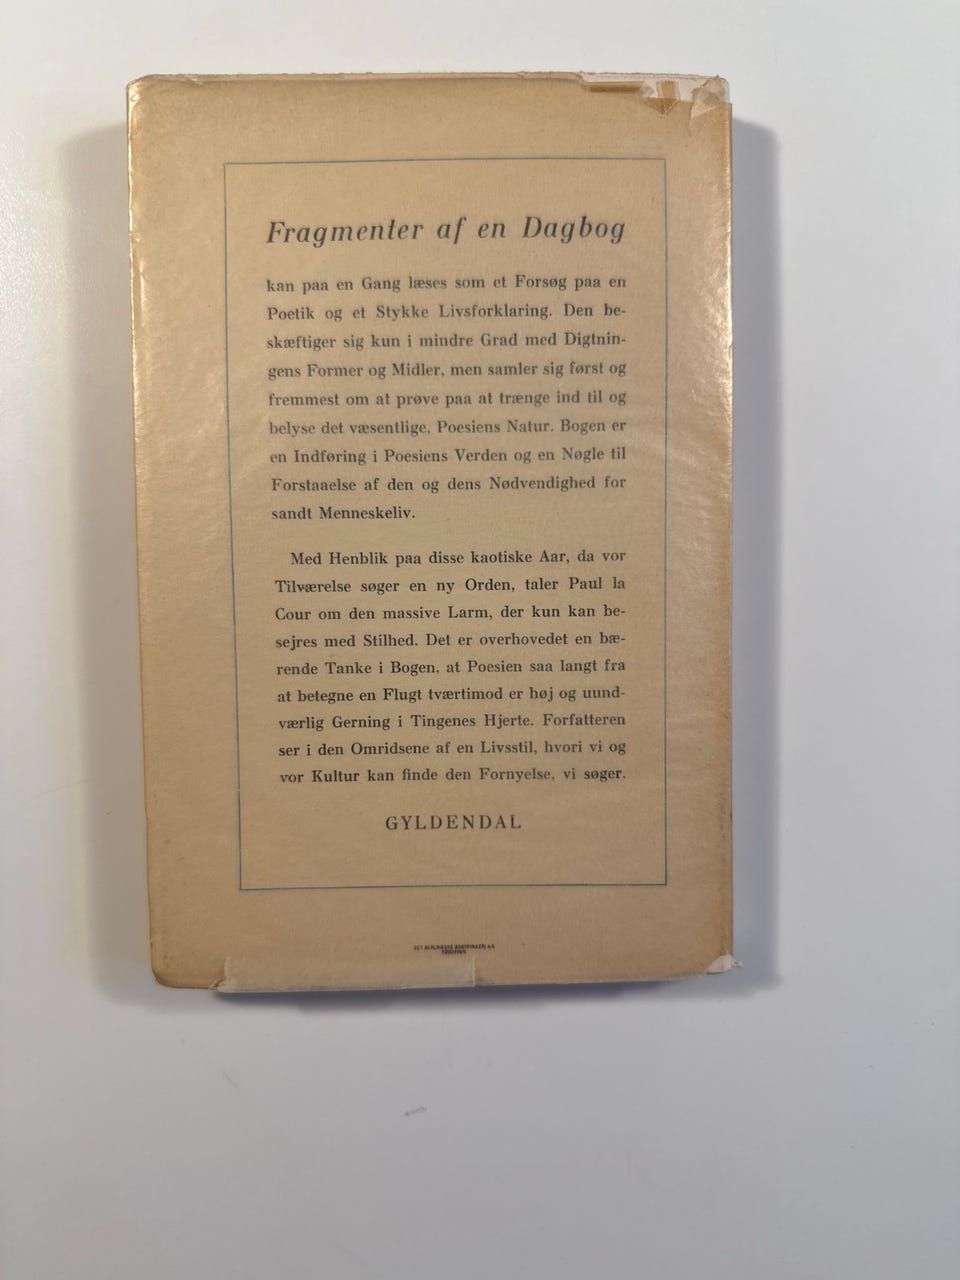 Fragmenter af en Dagbog
kan paa en Gang læses som et Forsøg paa en
Poetik og et Stykke Livsforklaring. Den be-
skæftiger sig kun i mindre Grad med Digtnin-
gens Former og Midler, men samler sig først og
fremmest om at prøve paa at trænge ind til og
belyse det væsentlige, Poesiens Natur. Bogen er
en Indføring i Poesiens Verden og en Nøgle til
Forstaaelse af den og dens Nødvendighed for
sandt Menneskeliv.
Med Henblik paa disse kaotiske Aar, da vor
Tilværelse søger en ny Orden, taler Paul la
Cour om den massive Larm, der kun kan be-
sejres med Stilhed. Det er overhovedet en bæ-
rende Tanke i Bogen, at Poesien saa langt fra
at betegne en Flugt tværtimod er høj og uund-
værlig Gerning i Tingenes Hjerte. Forfatteren
ser i den Omridsene af en Livsstil, hvori vi og
vor Kultur kan finde den Fornyelse, vi søger.
GYLDENDAL
DET BERLINGSKE BOGTRYKKERI